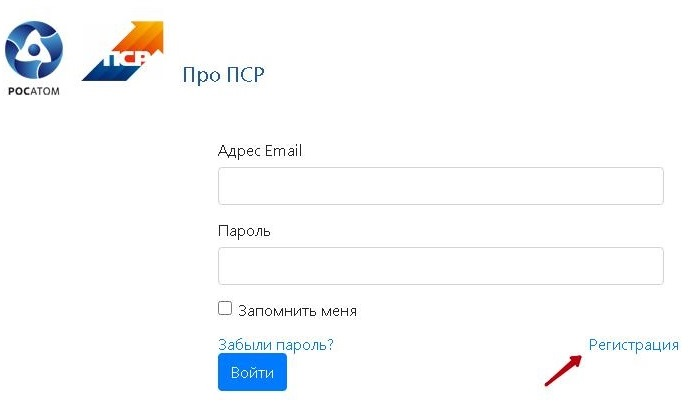 ПСР
РОСАТОМ
Про ПСР
Адрес Email
Пароль
Запомнить меня
Забыли пароль? Регистрация
Войти